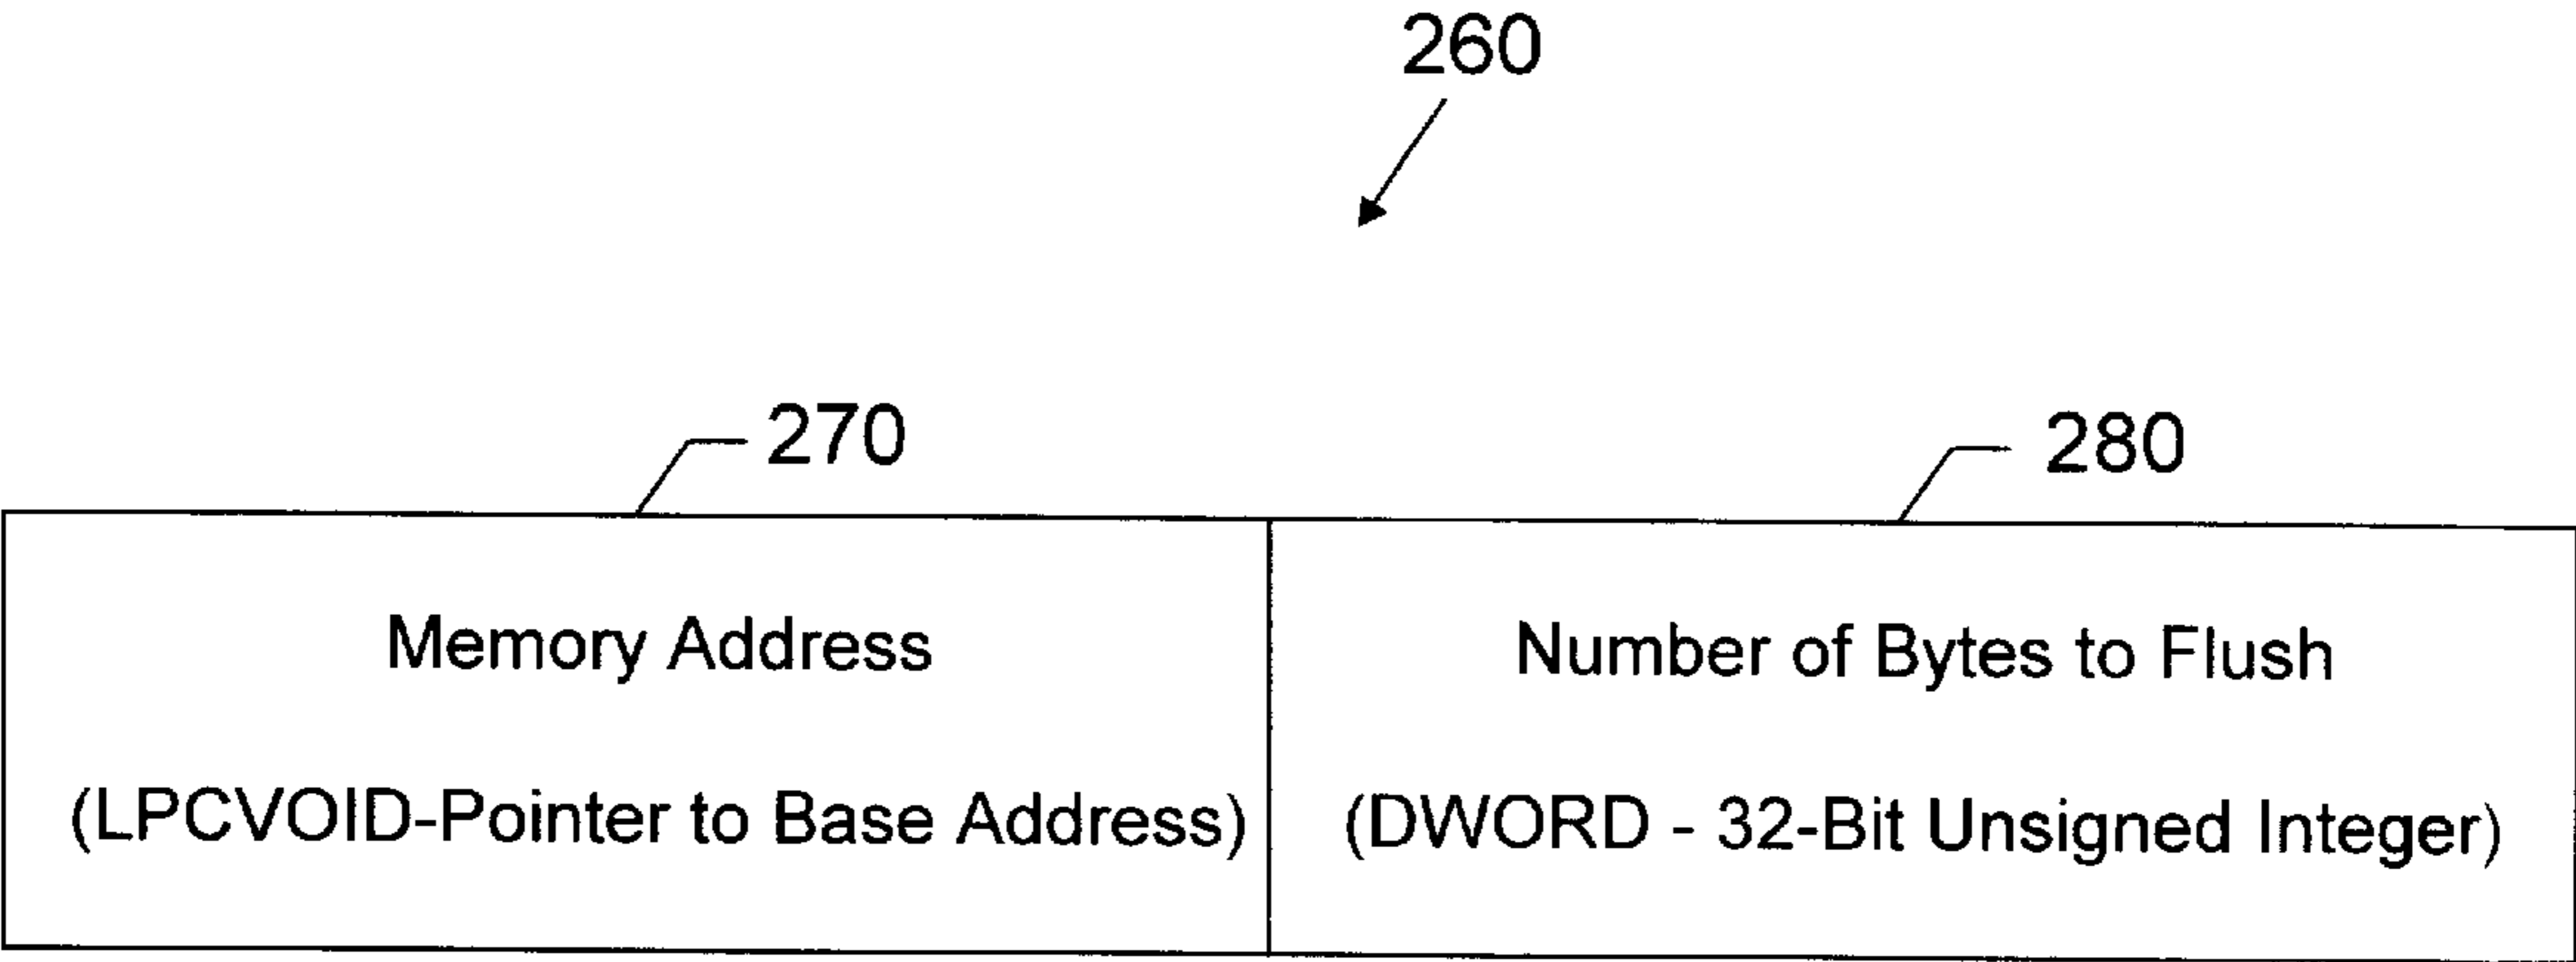 260
270
280
Memory Address
(LPCVOID-Pointer to Base Address)
Number of Bytes to Flush
(DWORD - 32-Bit Unsigned Integer)